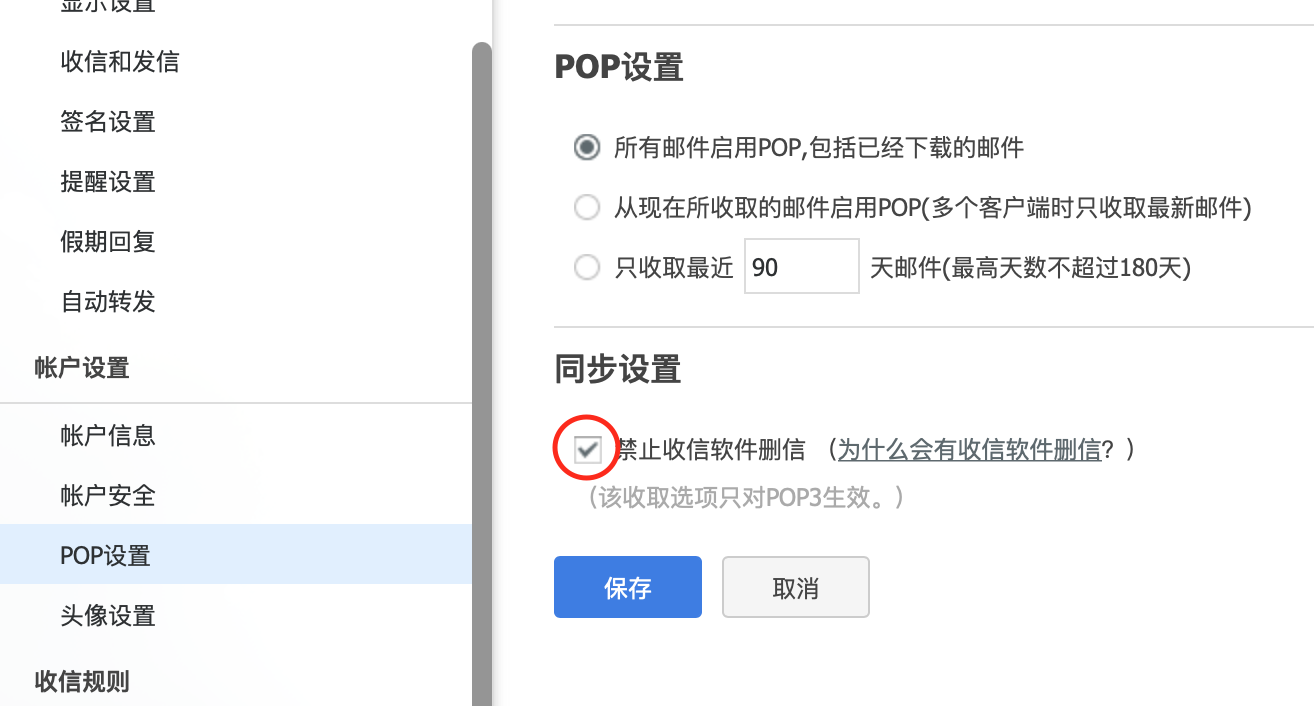 显示设置
收信和发信
签名设置
提醒设置
假期回复
自动转发
帐户设置
帐户信息
帐户安全
POP设置
头像设置
收信规则
POP设置
所有邮件启用POP,包括已经下载的邮件
从现在所收取的邮件启用POP(多个客户端时只收取最新邮件)
只收取最近 90 天邮件(最高天数不超过180天)
同步设置
禁止收信软件删信 （为什么会有收信软件删信？）
（该收取选项只对POP3生效。）
保存 取消